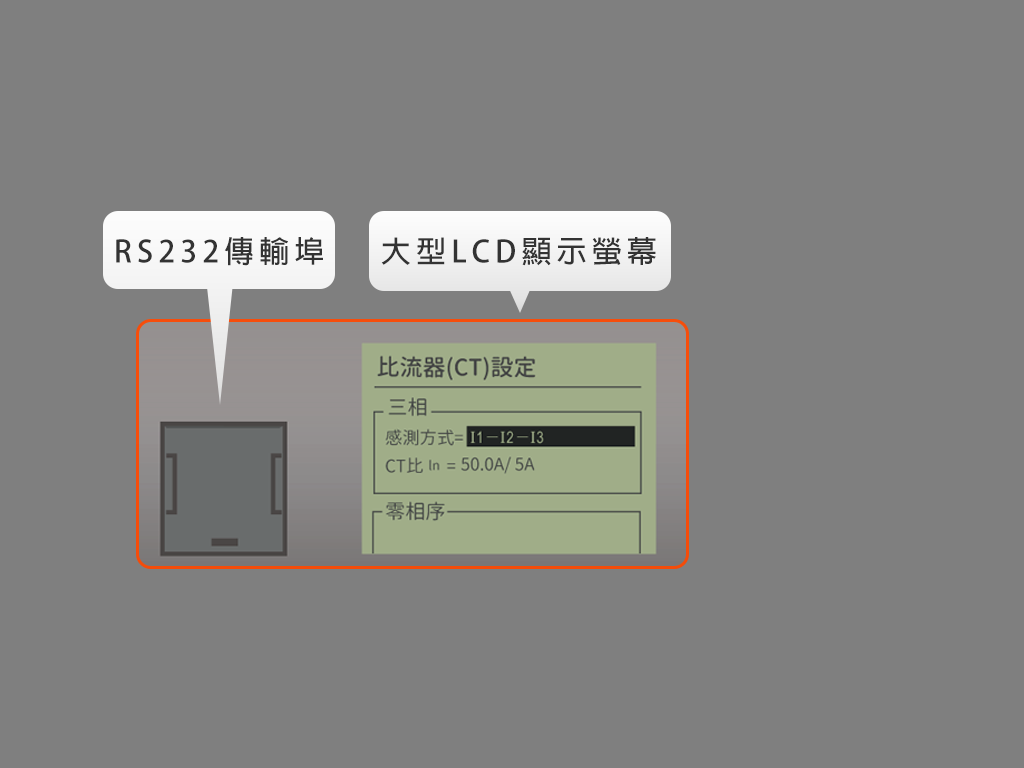 RS232傳輸埠
大型LCD顯示螢幕
比流器(CT)設定
三相
感測方式= I1－I2－I3
CT比 In = 50.0A/ 5A
零相序